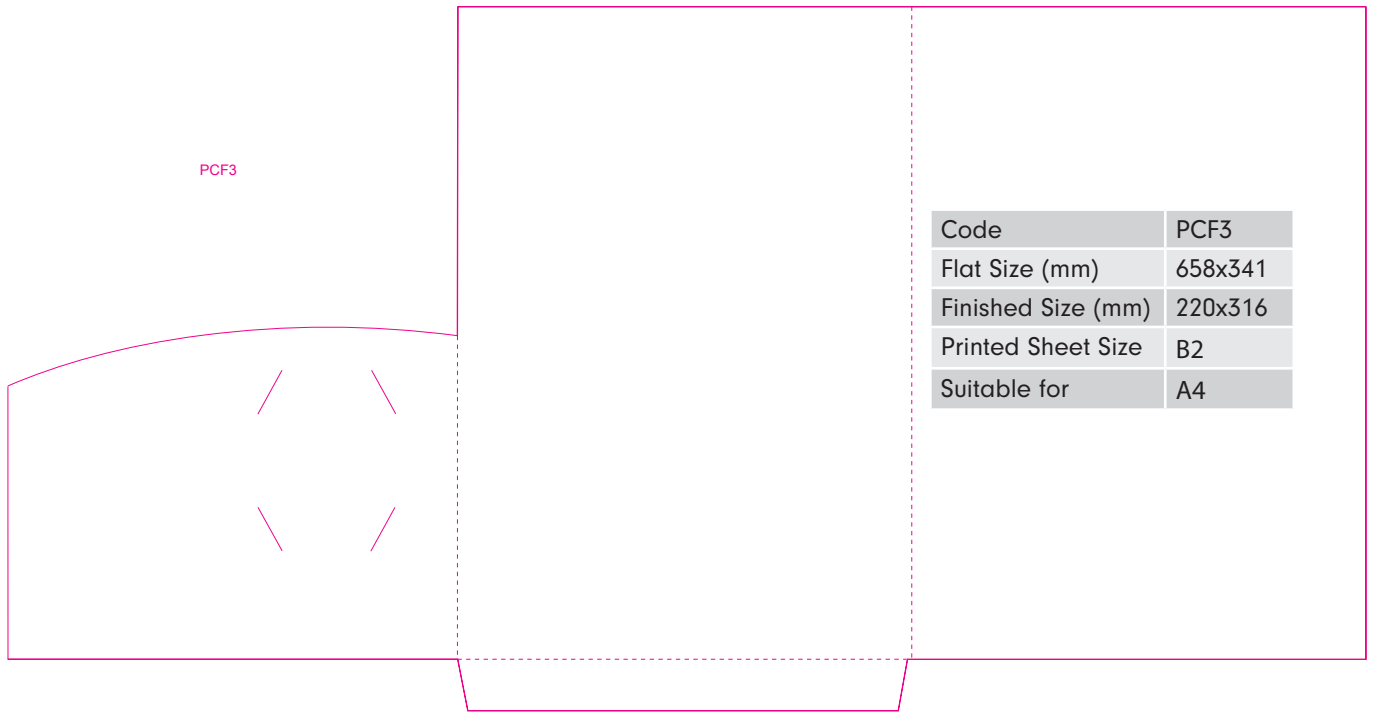 PCF3
Code PCF3
Flat Size (mm) 658x341
Finished Size (mm) 220x316
Printed Sheet Size B2
Suitable for A4